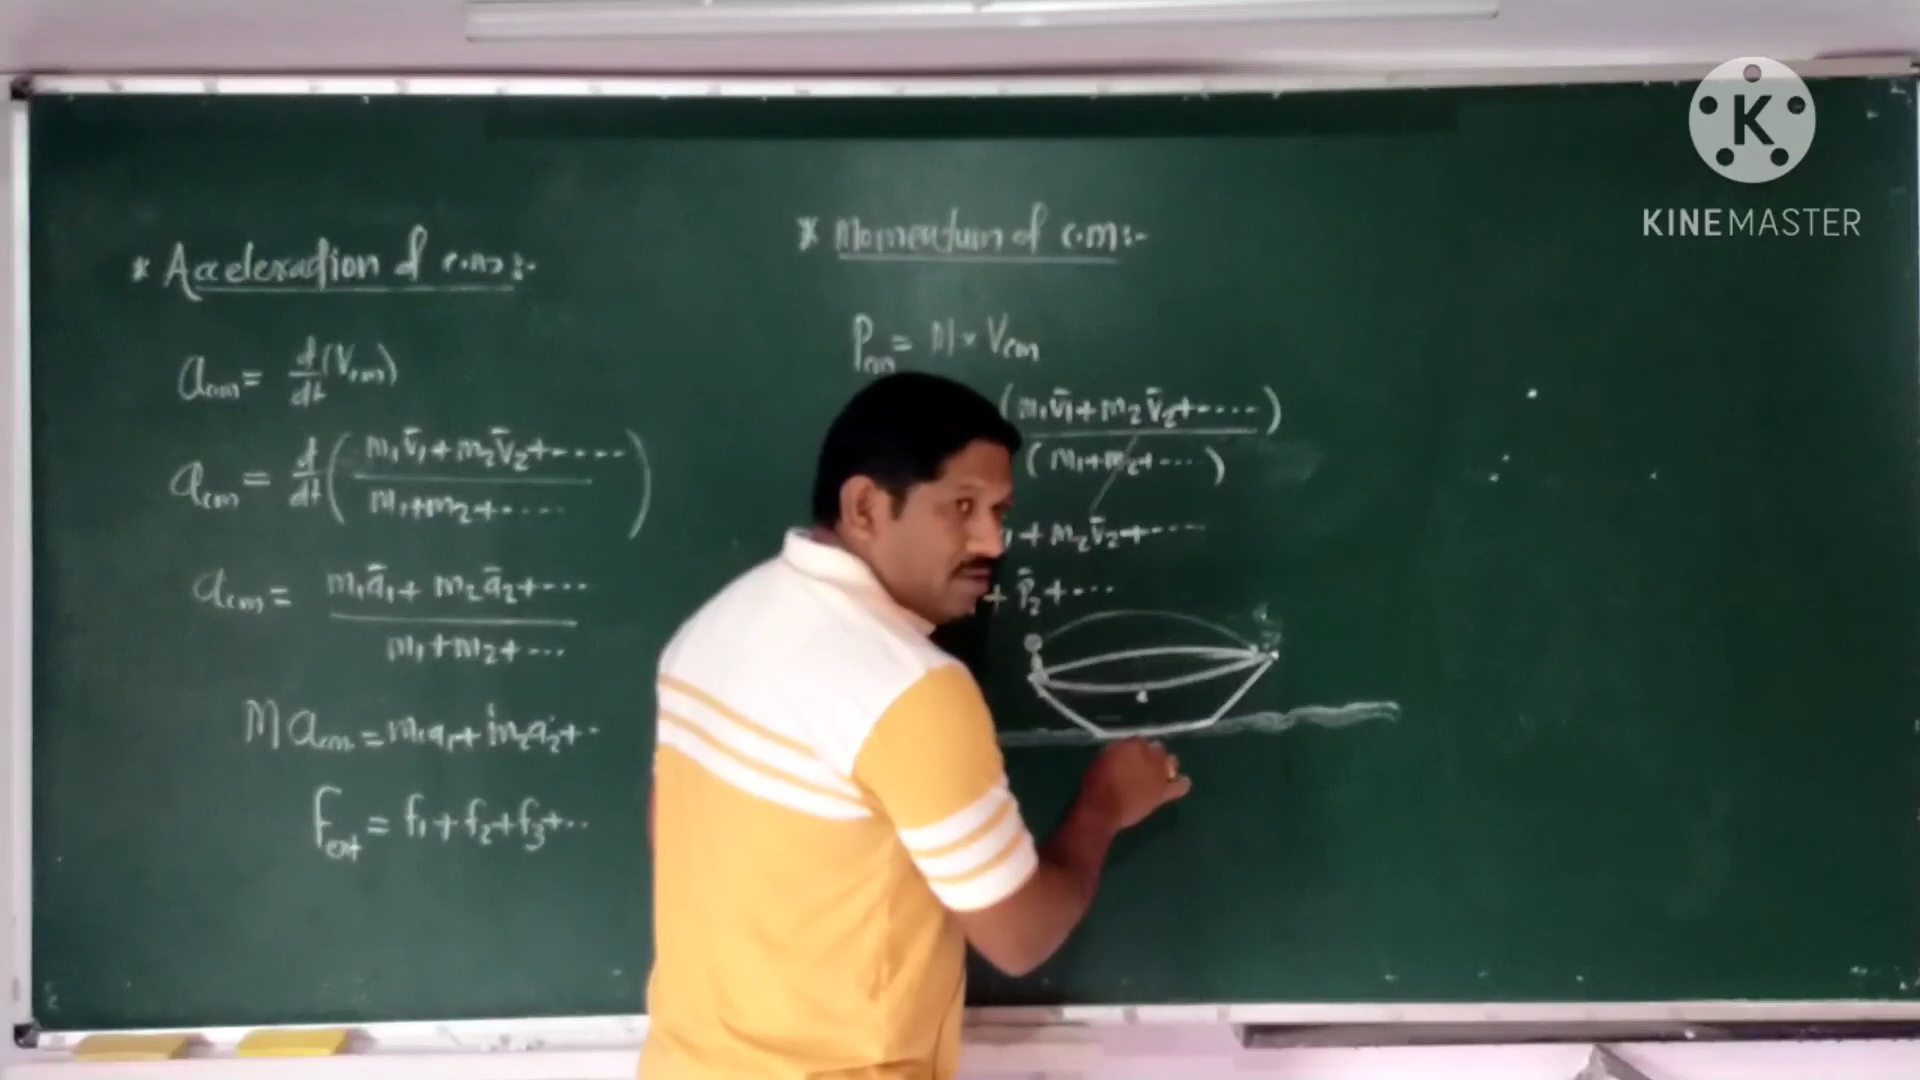 * Acceleration of c.m:-
a_cm = d/dt (V_cm)
a_cm = d/dt ( m₁v̄₁ + m₂v̄₂ + ---- / m₁+m₂+ ---- )
a_cm = m₁ā₁ + m₂ā₂ + --- / m₁+m₂+ ---
M a_cm = m₁a₁ + m₂a₂ + --
F_ext = f₁ + f₂ + f₃ + --
* Momentum of c.m:-
P_cm = M × V_cm
(m₁v̄₁ + m₂v̄₂ + ----) / (m₁+m₂+ ----)
+ m₂v̄₂ + ----
+ p̄₂ + ---
K
KINEMASTER